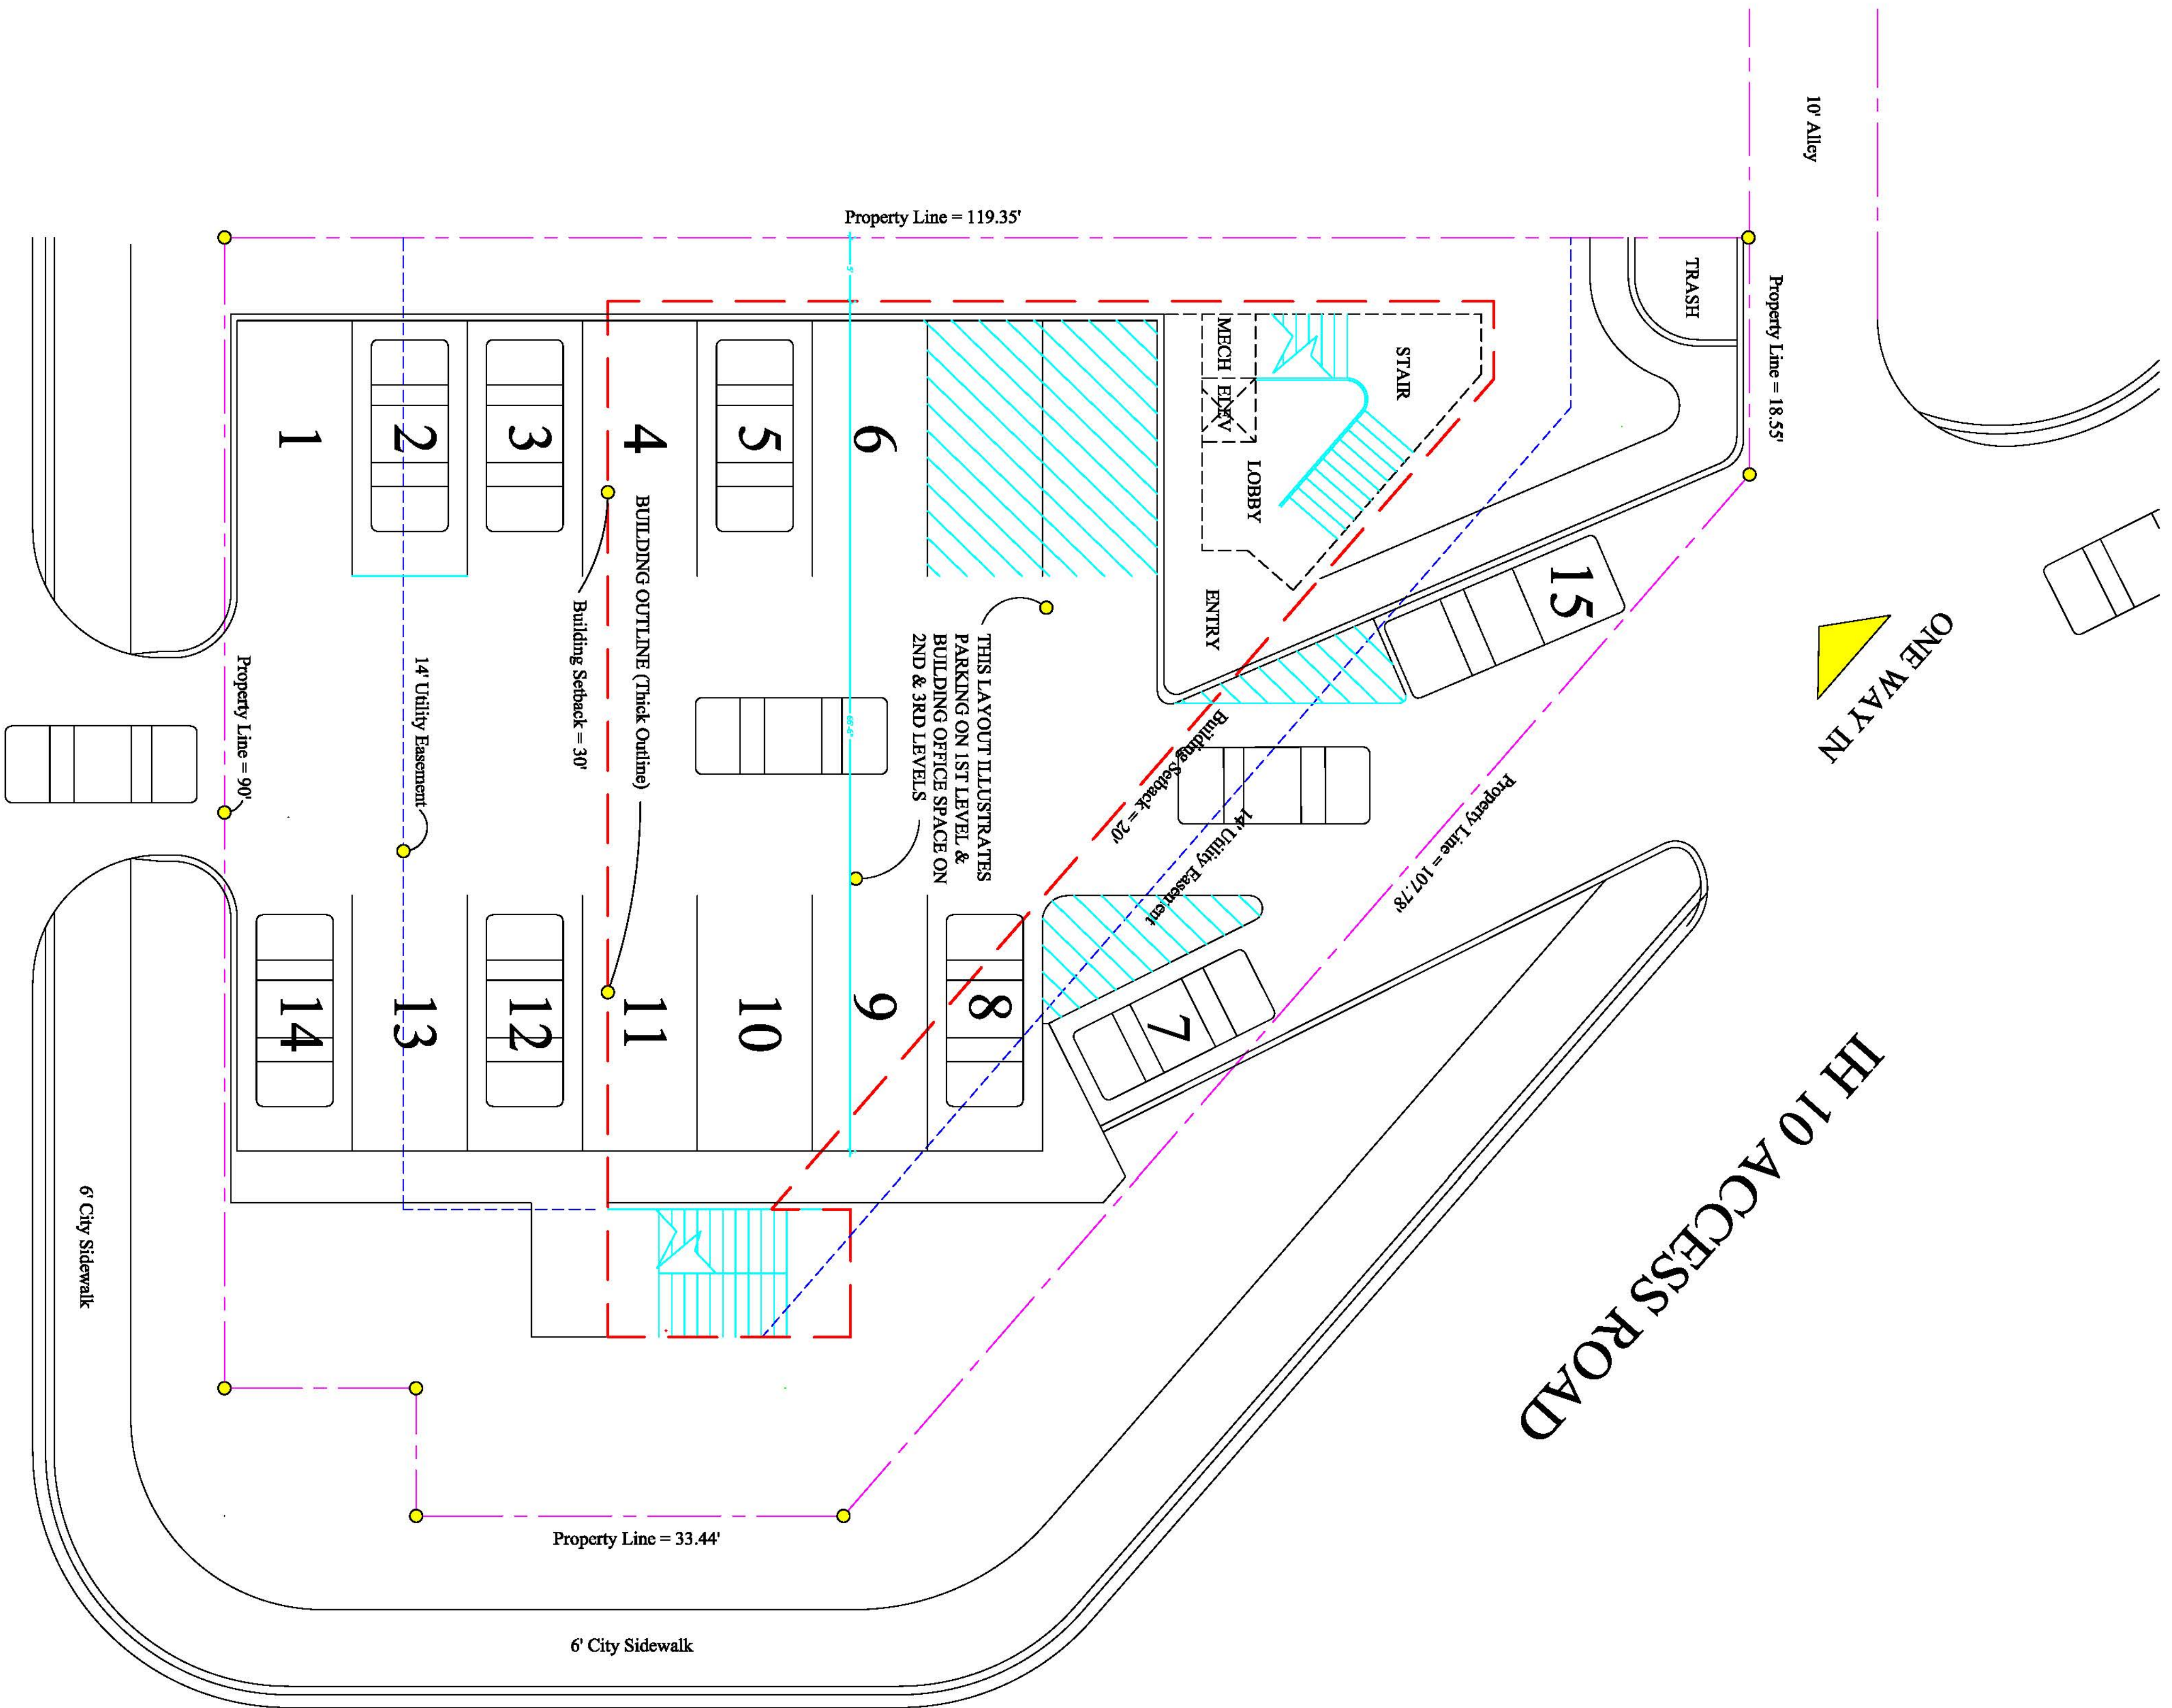 10' Alley
Property Line = 119.35'
Property Line = 18.55'
TRASH
5'
MECH
ELEV
STAIR
LOBBY
ENTRY
1
2
3
4
5
6
15
ONE WAY IN
BUILDING OUTLINE (Thick Outline)
Building Setback = 30'
14' Utility Easement
Property Line = 90'
THIS LAYOUT ILLUSTRATES
PARKING ON 1ST LEVEL &
BUILDING OFFICE SPACE ON
2ND & 3RD LEVELS
Building Setback = 20'
14' Utility Easement
Property Line = 107.78'
14
13
12
11
10
9
8
7
IH 10 ACCESS ROAD
6' City Sidewalk
Property Line = 33.44'
6' City Sidewalk